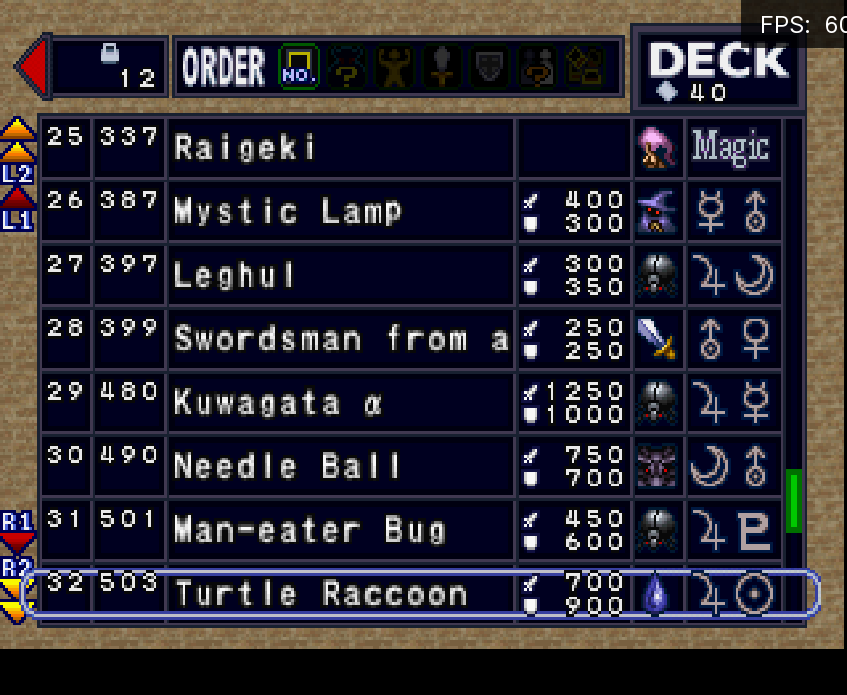 FPS: 60
12
ORDER NO.
DECK
40
L2
L1
R1
R2
25 337 Raigeki Magic
26 387 Mystic Lamp 400 300
27 397 Leghul 300 350
28 399 Swordsman from a 250 250
29 480 Kuwagata α 1250 1000
30 490 Needle Ball 750 700
31 501 Man-eater Bug 450 600
32 503 Turtle Raccoon 700 900